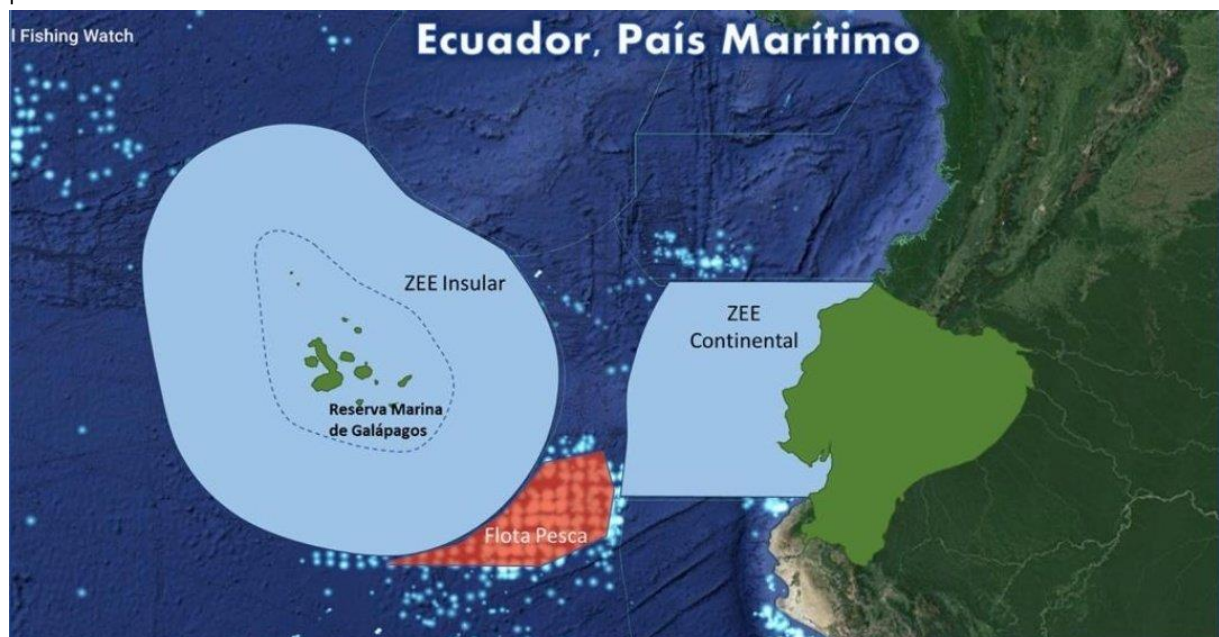 l Fishing Watch
Ecuador, País Marítimo
ZEE Insular
ZEE
Continental
Reserva Marina
de Galápagos
Flota Pesca